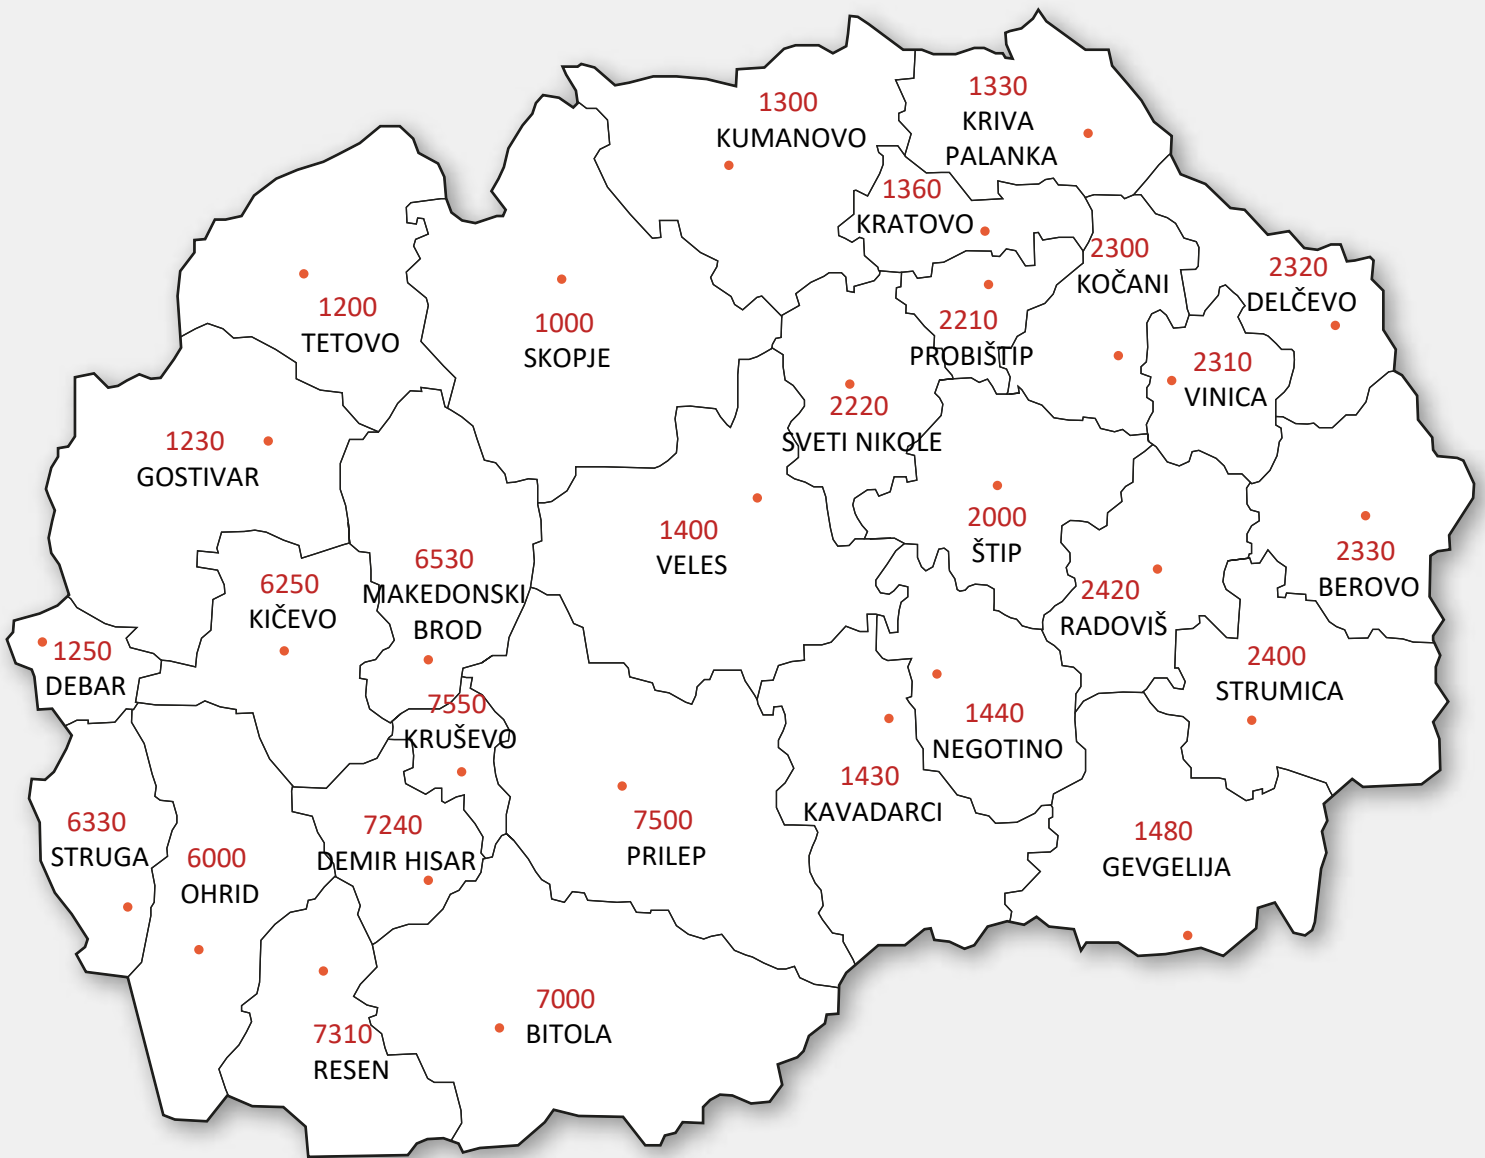 1300
KUMANOVO
1330
KRIVA
PALANKA
1360
KRATOVO
2300
KOČANI
2320
DELČEVO
1200
TETOVO
1000
SKOPJE
2210
PROBIŠTIP
2310
VINICA
2220
SVETI NIKOLE
1230
GOSTIVAR
1400
VELES
2000
ŠTIP
2330
BEROVO
6530
MAKEDONSKI
BROD
6250
KIČEVO
2420
RADOVIŠ
1250
DEBAR
2400
STRUMICA
7550
KRUŠEVO
1440
NEGOTINO
1430
KAVADARCI
6330
STRUGA
6000
OHRID
7240
DEMIR HISAR
7500
PRILEP
1480
GEVGELIJA
7000
BITOLA
7310
RESEN